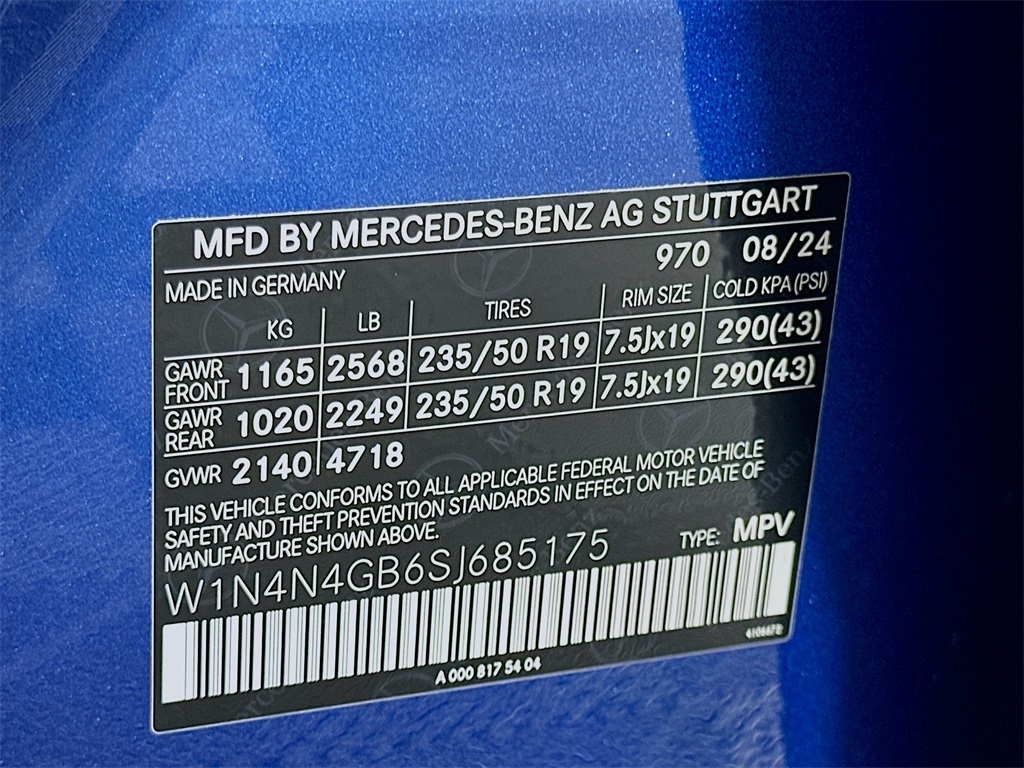 MFD BY MERCEDES-BENZ AG STUTTGART
970 08/24
MADE IN GERMANY
KG LB TIRES RIM SIZE COLD KPA (PSI)
GAWR FRONT 1165 2568 235/50 R19 7.5Jx19 290(43)
GAWR REAR 1020 2249 235/50 R19 7.5Jx19 290(43)
GVWR 2140 4718
THIS VEHICLE CONFORMS TO ALL APPLICABLE FEDERAL MOTOR VEHICLE
SAFETY AND THEFT PREVENTION STANDARDS IN EFFECT ON THE DATE OF
MANUFACTURE SHOWN ABOVE.
TYPE: MPV
W1N4N4GB6SJ685175
A 000 817 54 04